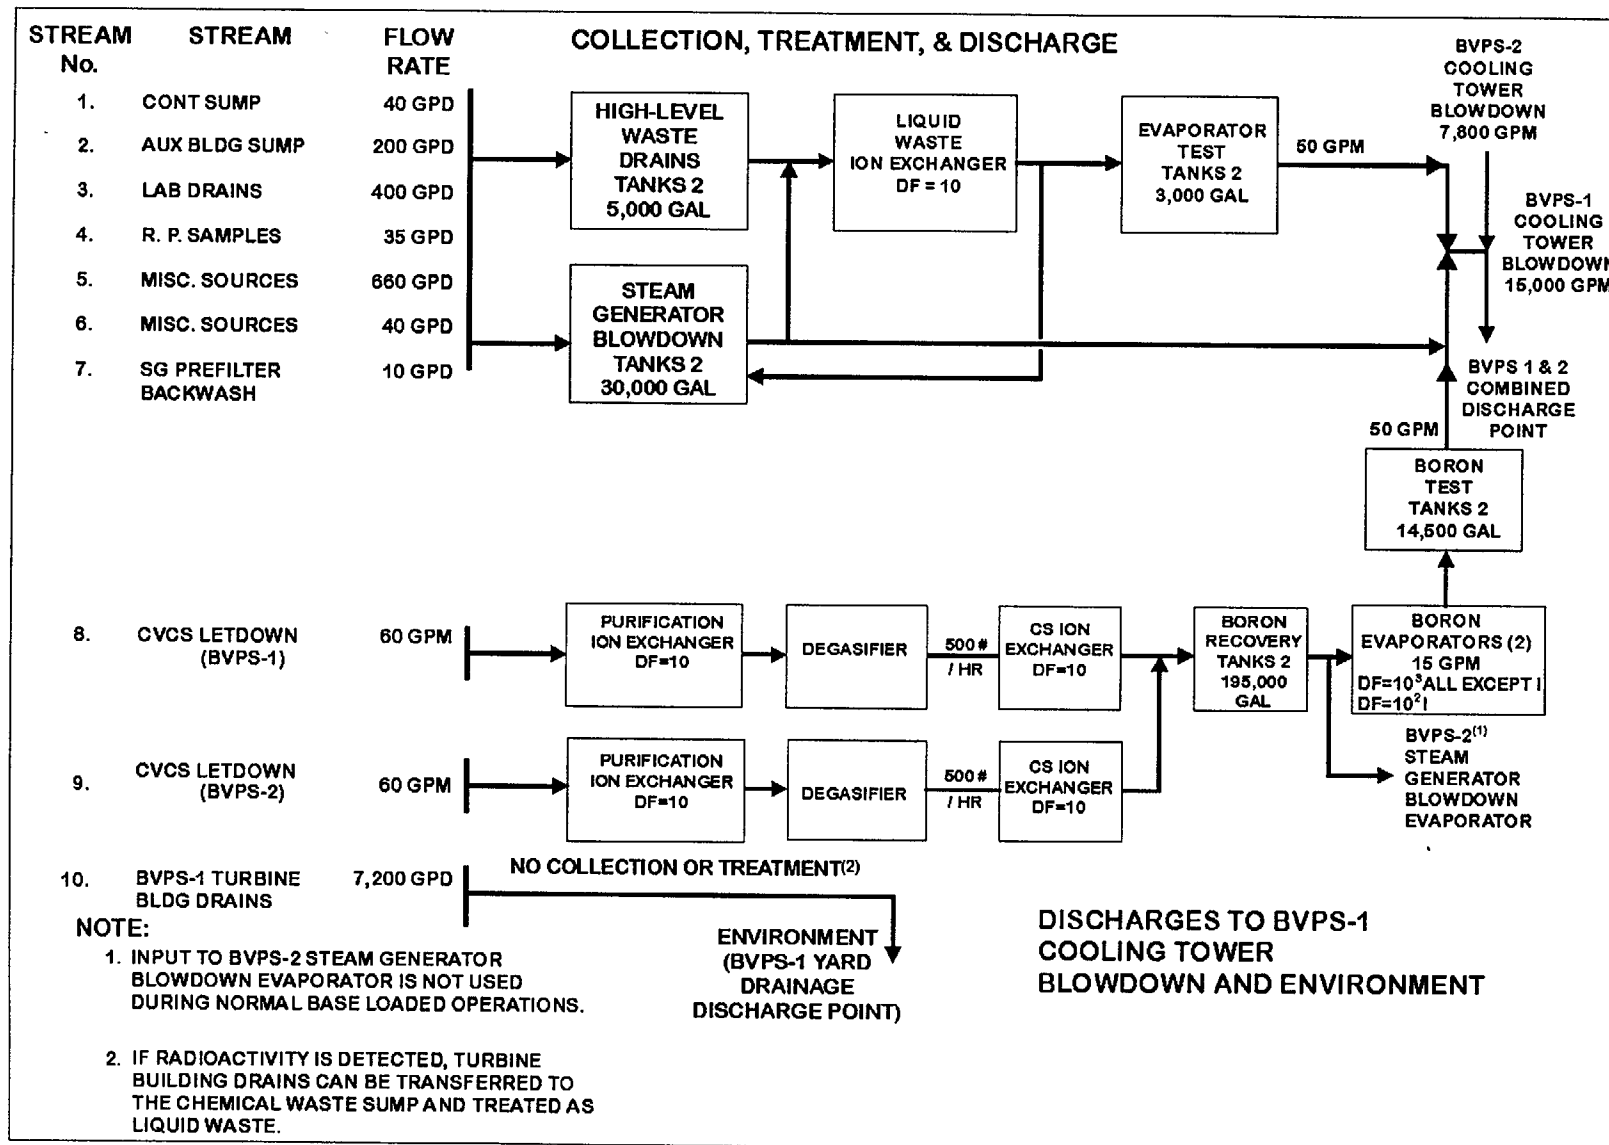 STREAM No.
STREAM
FLOW RATE
COLLECTION, TREATMENT, & DISCHARGE
1. CONT SUMP 40 GPD
2. AUX BLDG SUMP 200 GPD
3. LAB DRAINS 400 GPD
4. R. P. SAMPLES 35 GPD
5. MISC. SOURCES 660 GPD
6. MISC. SOURCES 40 GPD
7. SG PREFILTER 10 GPD
BACKWASH
HIGH-LEVEL
WASTE
DRAINS
TANKS 2
5,000 GAL
LIQUID
WASTE
ION EXCHANGER
DF = 10
EVAPORATOR
TEST
TANKS 2
3,000 GAL
50 GPM
BVPS-2
COOLING
TOWER
BLOWDOWN
7,800 GPM
BVPS-1
COOLING
TOWER
BLOWDOWN
15,000 GPM
STEAM
GENERATOR
BLOWDOWN
TANKS 2
30,000 GAL
BVPS 1 & 2
COMBINED
DISCHARGE
POINT
50 GPM
BORON
TEST
TANKS 2
14,500 GAL
8. CVCS LETDOWN 60 GPM
(BVPS-1)
PURIFICATION
ION EXCHANGER
DF=10
DEGASIFIER
500 #
/ HR
CS ION
EXCHANGER
DF=10
BORON
RECOVERY
TANKS 2
195,000
GAL
BORON
EVAPORATORS (2)
15 GPM
DF=10³ALL EXCEPT I
DF=10² I
BVPS-2(1)
STEAM
GENERATOR
BLOWDOWN
EVAPORATOR
9. CVCS LETDOWN 60 GPM
(BVPS-2)
PURIFICATION
ION EXCHANGER
DF=10
DEGASIFIER
500 #
/ HR
CS ION
EXCHANGER
DF=10
10. BVPS-1 TURBINE 7,200 GPD
BLDG DRAINS
NO COLLECTION OR TREATMENT(2)
ENVIRONMENT
(BVPS-1 YARD
DRAINAGE
DISCHARGE POINT)
DISCHARGES TO BVPS-1
COOLING TOWER
BLOWDOWN AND ENVIRONMENT
NOTE:
1. INPUT TO BVPS-2 STEAM GENERATOR
BLOWDOWN EVAPORATOR IS NOT USED
DURING NORMAL BASE LOADED OPERATIONS.
2. IF RADIOACTIVITY IS DETECTED, TURBINE
BUILDING DRAINS CAN BE TRANSFERRED TO
THE CHEMICAL WASTE SUMP AND TREATED AS
LIQUID WASTE.